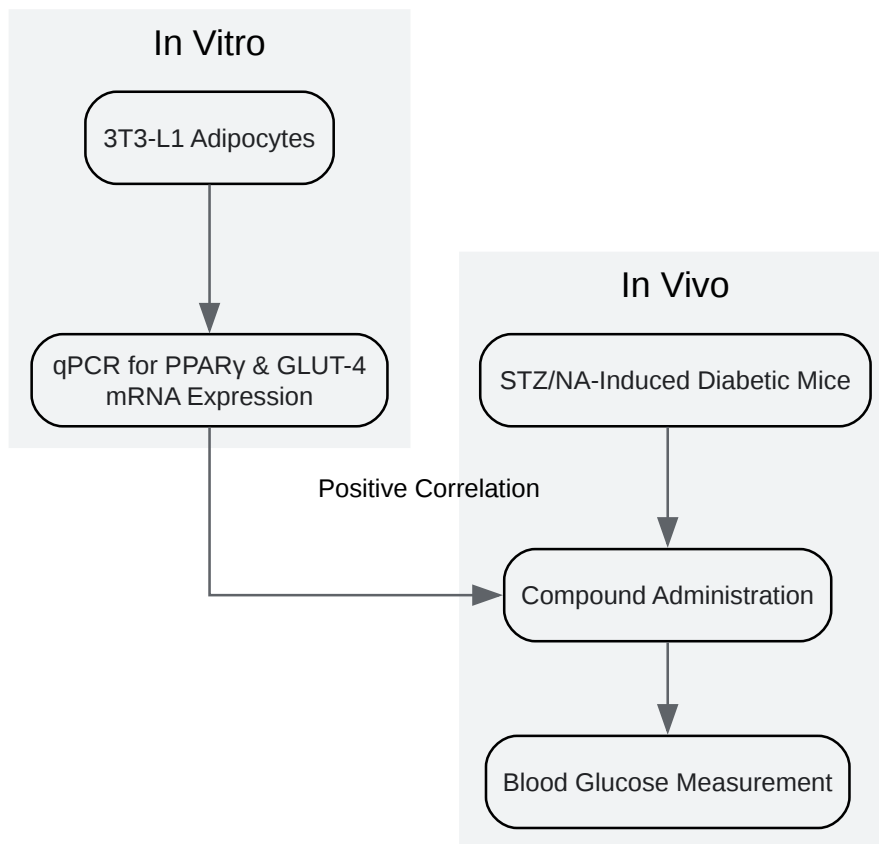 In Vitro
3T3-L1 Adipocytes
qPCR for PPARγ & GLUT-4
mRNA Expression
Positive Correlation
In Vivo
STZ/NA-Induced Diabetic Mice
Compound Administration
Blood Glucose Measurement